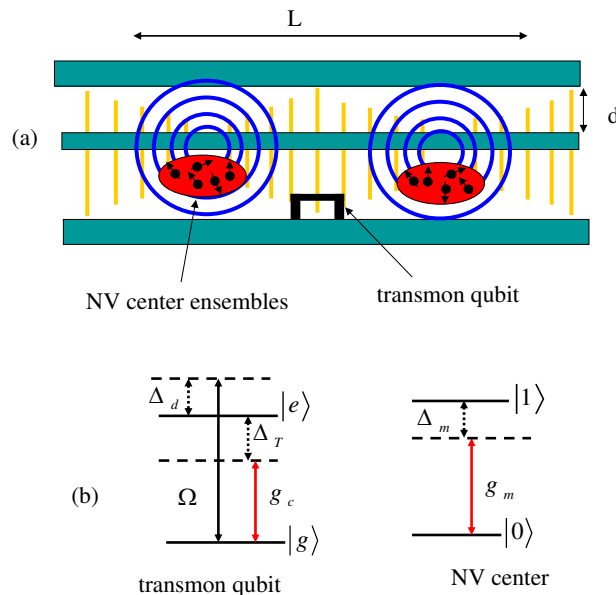 L
(a)
d
NV center ensembles
transmon qubit
Δ_d
|e⟩
Δ_T
Ω
g_c
|g⟩
(b)
transmon qubit
|1⟩
Δ_m
g_m
|0⟩
NV center